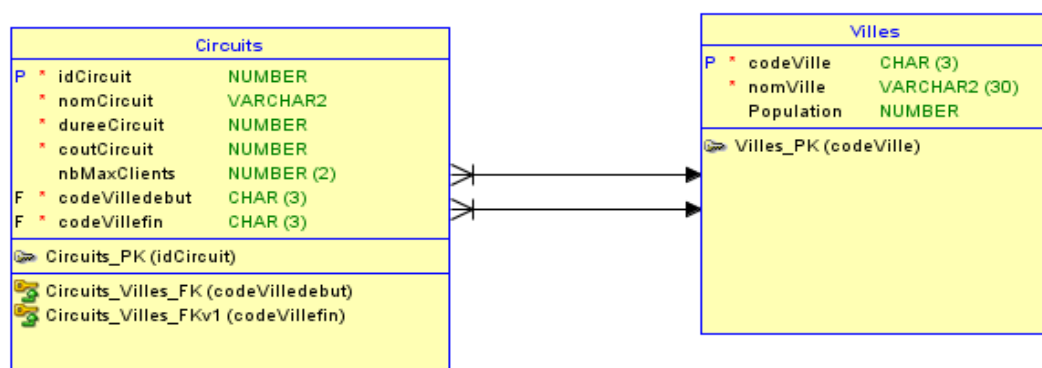 Circuits
P * idCircuit NUMBER
* nomCircuit VARCHAR2
* dureeCircuit NUMBER
* coutCircuit NUMBER
nbMaxClients NUMBER (2)
F * codeVilledebut CHAR (3)
F * codeVillefin CHAR (3)
Circuits_PK (idCircuit)
Circuits_Villes_FK (codeVilledebut)
Circuits_Villes_FKv1 (codeVillefin)
Villes
P * codeVille CHAR (3)
* nomVille VARCHAR2 (30)
Population NUMBER
Villes_PK (codeVille)